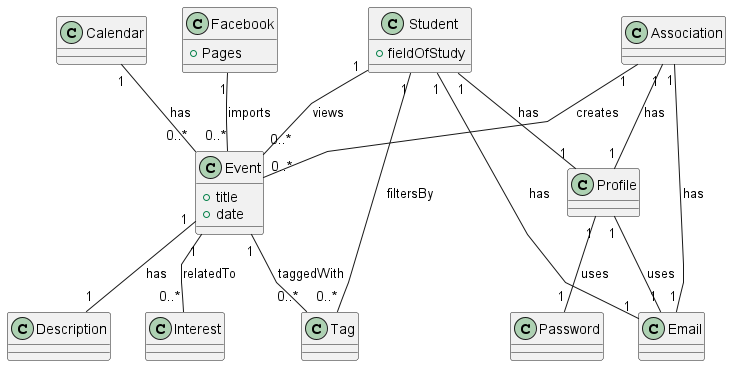 C Calendar
C Facebook
Pages
C Student
fieldOfStudy
C Association
1
1
1
1
1
1
1
1
1
has
imports
views
has
creates
has
0..*
0..*
0..*
0..*
1
1
C Event
title
date
C Profile
filtersBy
has
has
1
1
1
1
1
has
relatedTo
taggedWith
uses
uses
1
0..*
0..*
0..*
1
1
1
1
C Description
C Interest
C Tag
C Password
C Email